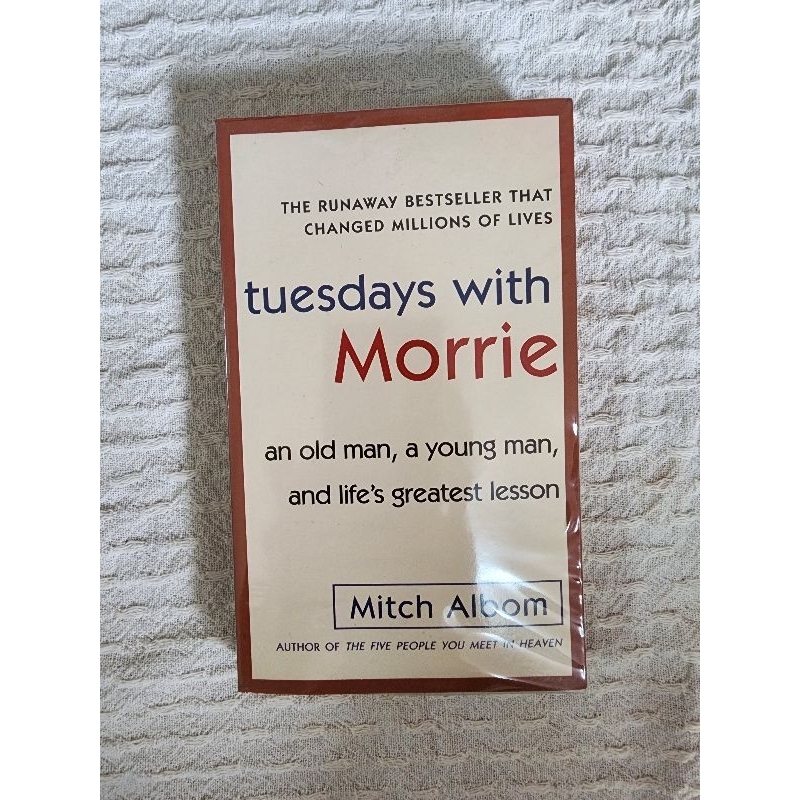 THE RUNAWAY BESTSELLER THAT
CHANGED MILLIONS OF LIVES
tuesdays with
Morrie
an old man, a young man,
and life's greatest lesson
Mitch Albom
AUTHOR OF THE FIVE PEOPLE YOU MEET IN HEAVEN